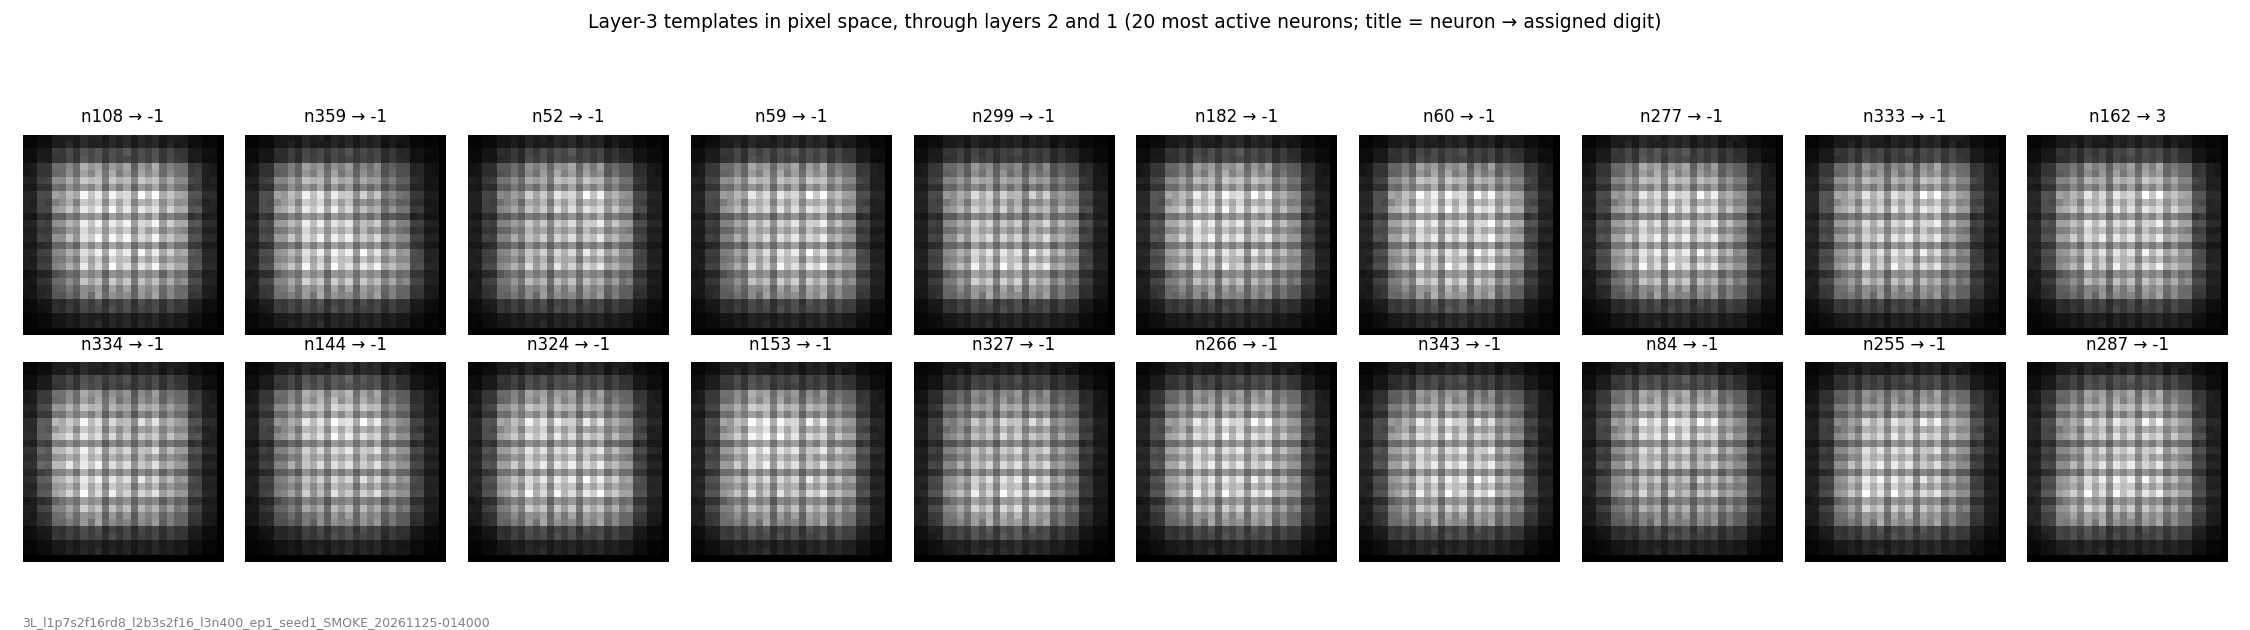 Layer-3 templates in pixel space, through layers 2 and 1 (20 most active neurons; title = neuron → assigned digit)
n108 → -1 n359 → -1 n52 → -1 n59 → -1 n299 → -1 n182 → -1 n60 → -1 n277 → -1 n333 → -1 n162 → 3
n334 → -1 n144 → -1 n324 → -1 n153 → -1 n327 → -1 n266 → -1 n343 → -1 n84 → -1 n255 → -1 n287 → -1
3L_l1p7s2f16rd8_l2b3s2f16_l3n400_ep1_seed1_SMOKE_20261125-014000